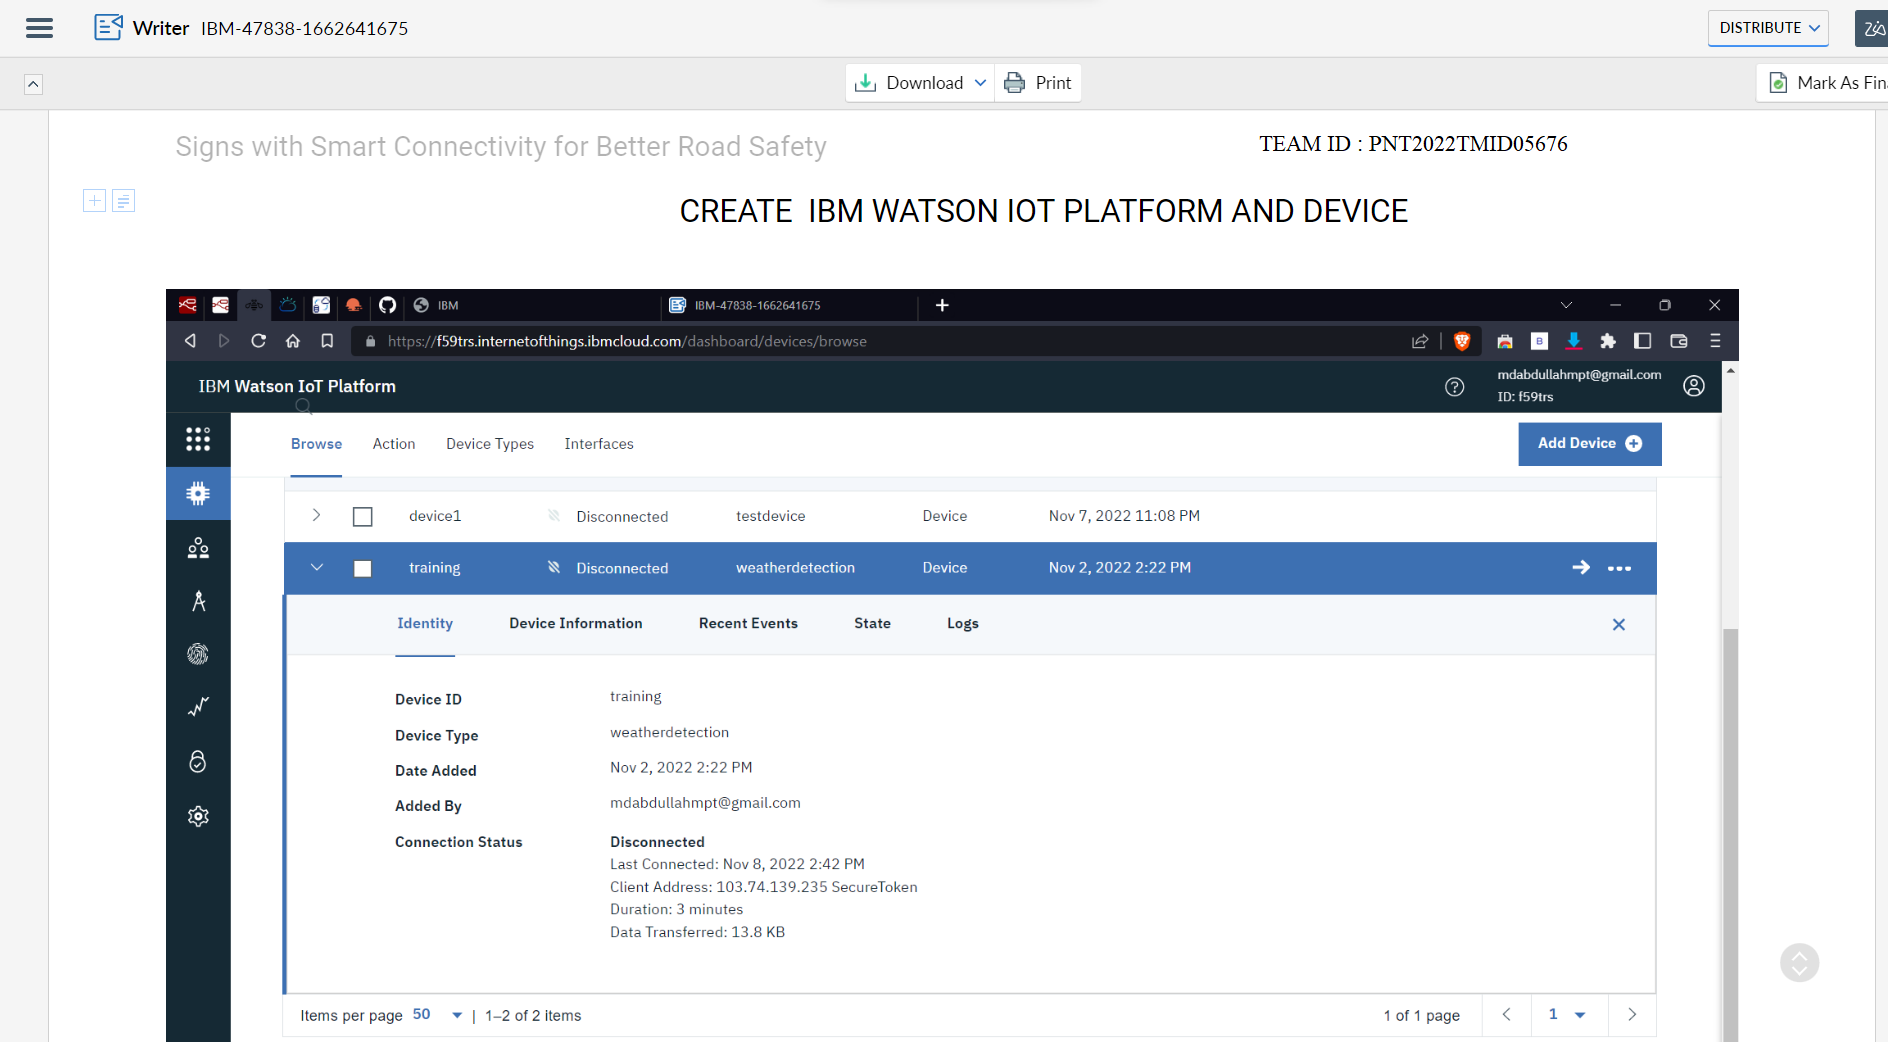 Writer IBM-47838-1662641675 DISTRIBUTE
Download Print Mark As Fin
Signs with Smart Connectivity for Better Road Safety TEAM ID : PNT2022TMID05676
CREATE IBM WATSON IOT PLATFORM AND DEVICE
IBM IBM-47838-1662641675
https://f59trs.internetofthings.ibmcloud.com/dashboard/devices/browse
IBM Watson IoT Platform
mdabdullahmpt@gmail.com
ID: f59trs
Browse Action Device Types Interfaces Add Device
device1 Disconnected testdevice Device Nov 7, 2022 11:08 PM
training Disconnected weatherdetection Device Nov 2, 2022 2:22 PM
Identity Device Information Recent Events State Logs
Device ID training
Device Type weatherdetection
Date Added Nov 2, 2022 2:22 PM
Added By mdabdullahmpt@gmail.com
Connection Status Disconnected
Last Connected: Nov 8, 2022 2:42 PM
Client Address: 103.74.139.235 SecureToken
Duration: 3 minutes
Data Transferred: 13.8 KB
Items per page 50 | 1–2 of 2 items 1 of 1 page 1